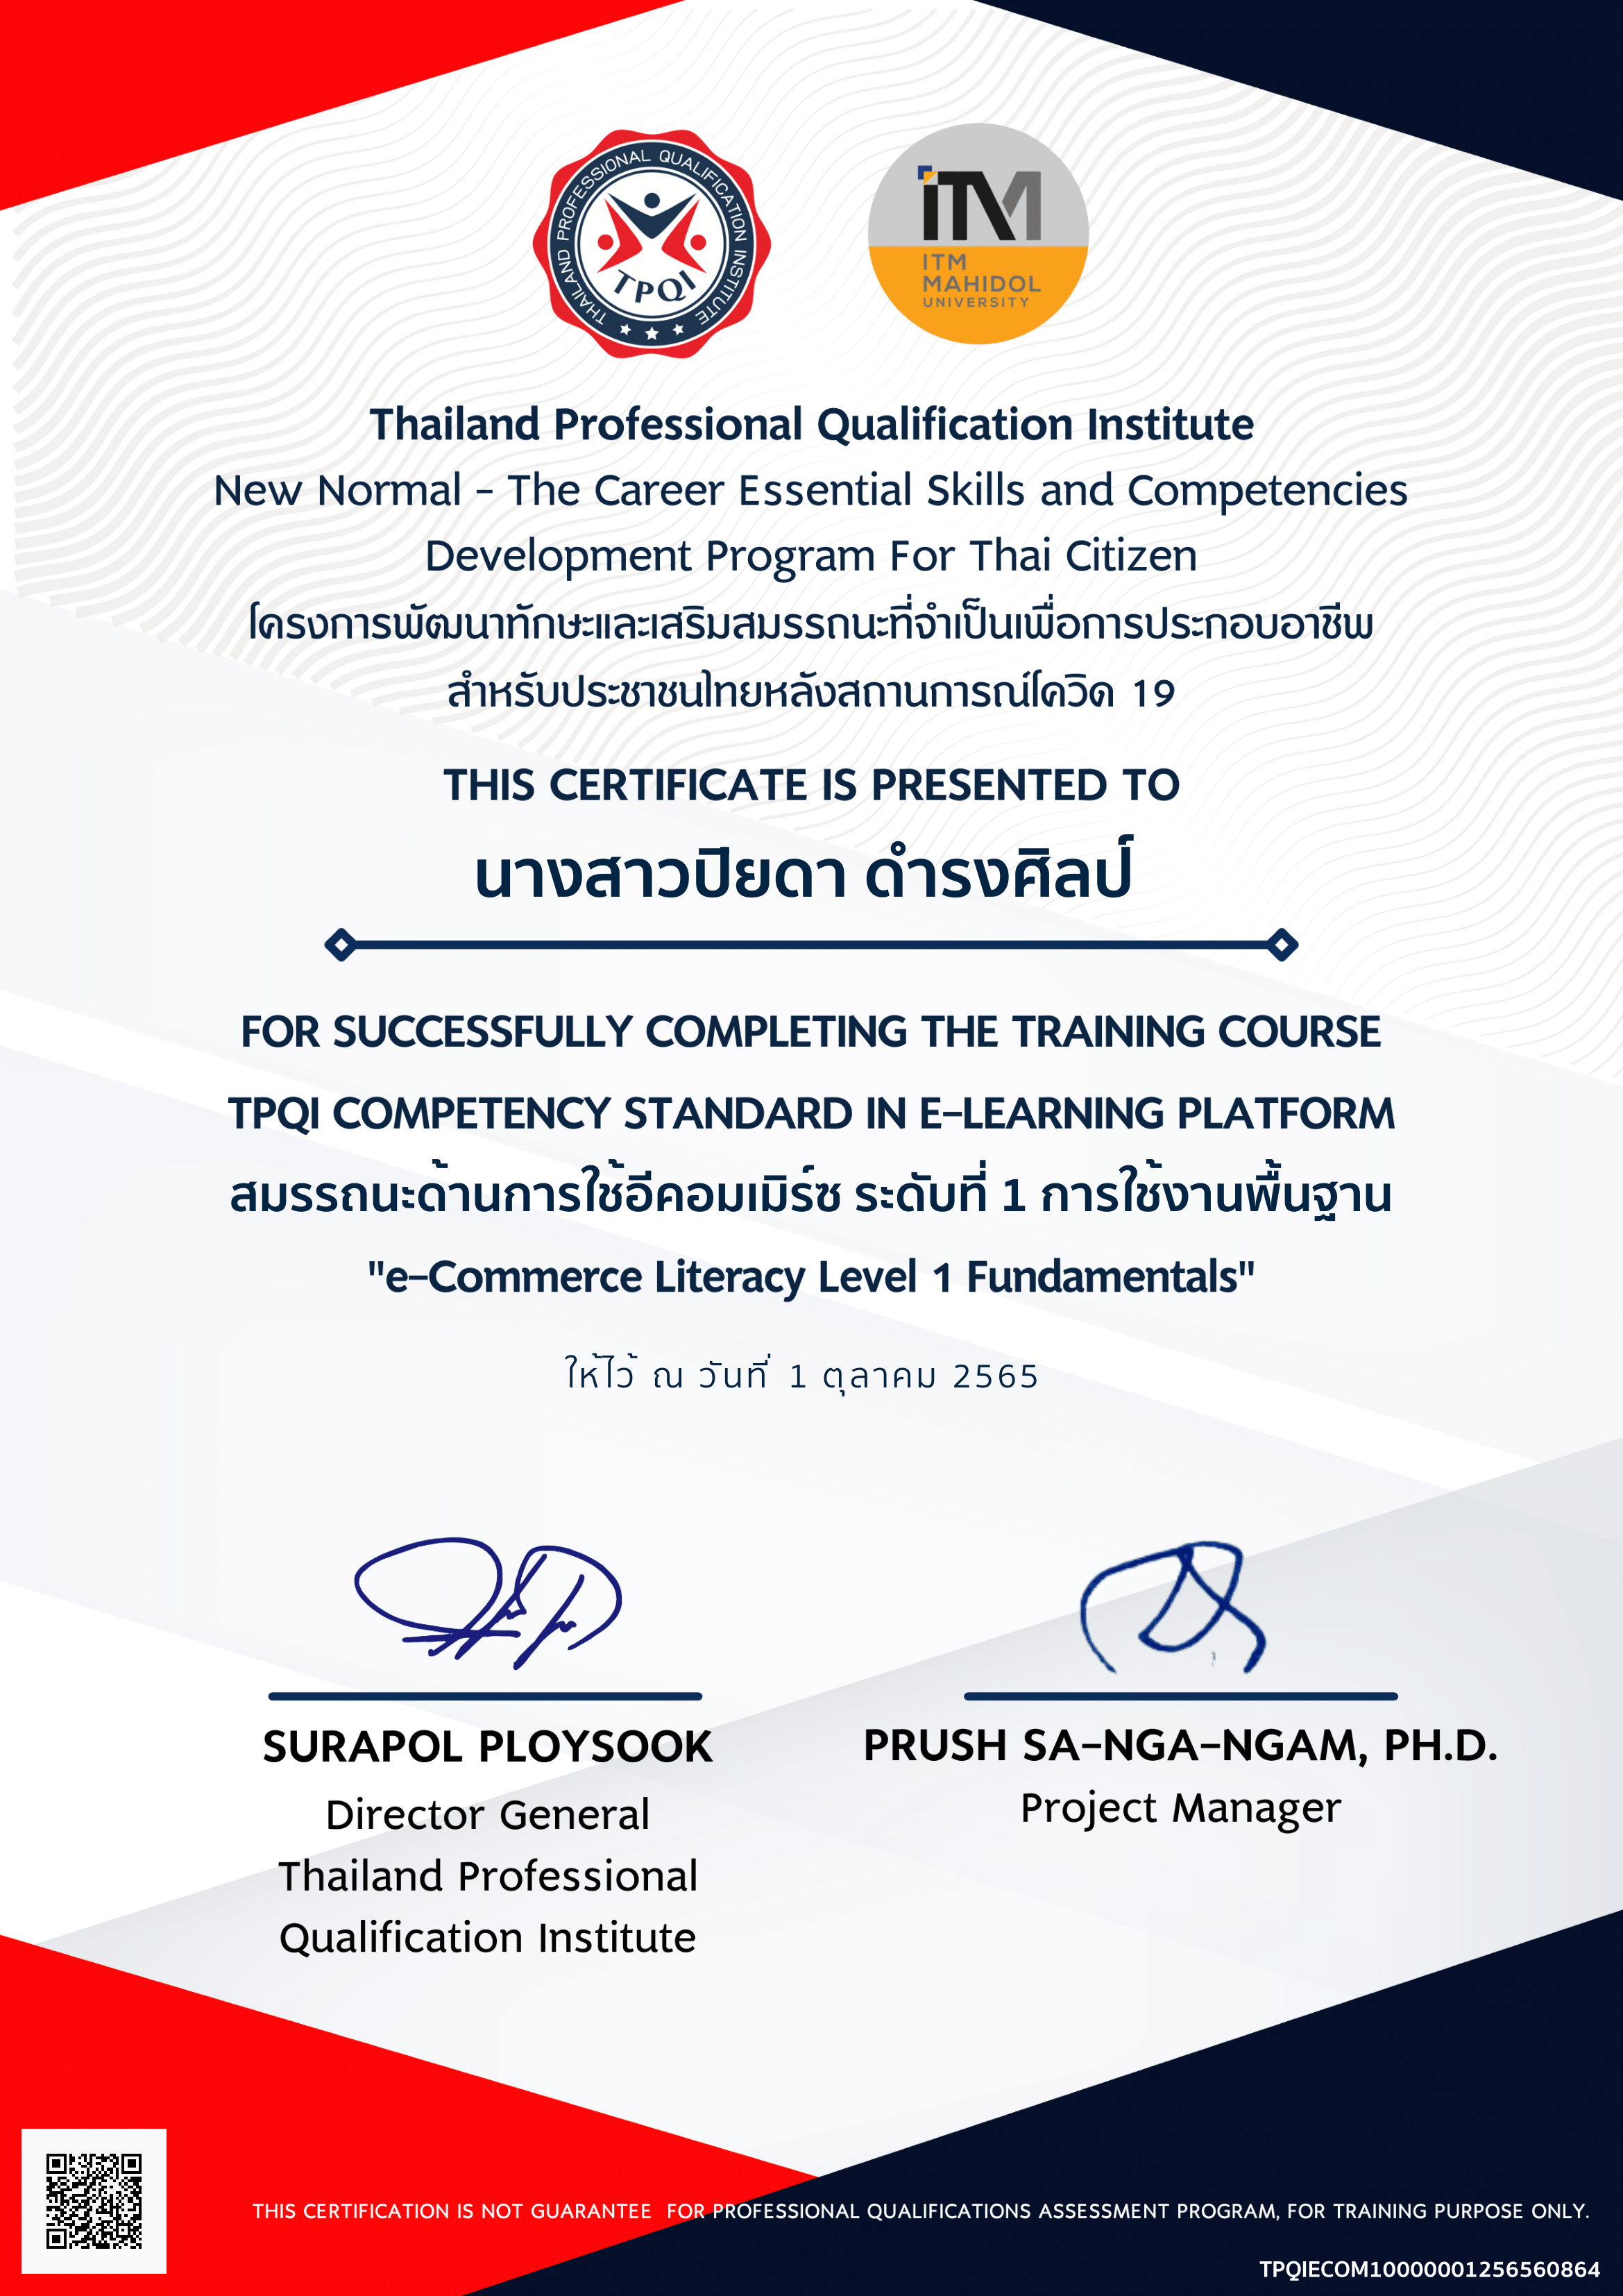 THAILAND PROFESSIONAL QUALIFICATION INSTITUTE
TPQI
iTM
ITM
MAHIDOL
UNIVERSITY
Thailand Professional Qualification Institute
New Normal - The Career Essential Skills and Competencies
Development Program For Thai Citizen
โครงการพัฒนาทักษะและเสริมสมรรถนะที่จำเป็นเพื่อการประกอบอาชีพ
สำหรับประชาชนไทยหลังสถานการณ์โควิด 19
THIS CERTIFICATE IS PRESENTED TO
นางสาวปิยดา ดำรงศิลป์
FOR SUCCESSFULLY COMPLETING THE TRAINING COURSE
TPQI COMPETENCY STANDARD IN E-LEARNING PLATFORM
สมรรถนะด้านการใช้อีคอมเมิร์ซ ระดับที่ 1 การใช้งานพื้นฐาน
"e-Commerce Literacy Level 1 Fundamentals"
ให้ไว้ ณ วันที่ 1 ตุลาคม 2565
SURAPOL PLOYSOOK
Director General
Thailand Professional
Qualification Institute
PRUSH SA-NGA-NGAM, PH.D.
Project Manager
THIS CERTIFICATION IS NOT GUARANTEE FOR PROFESSIONAL QUALIFICATIONS ASSESSMENT PROGRAM, FOR TRAINING PURPOSE ONLY.
TPQIECOM10000001256560864